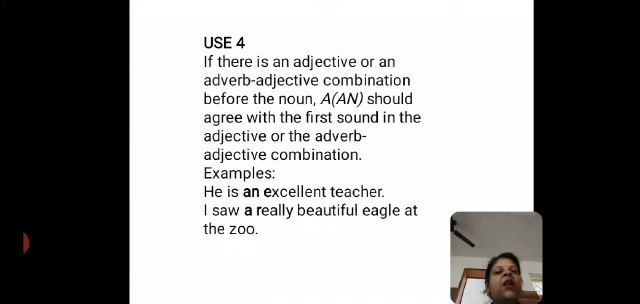 USE 4
If there is an adjective or an
adverb-adjective combination
before the noun, A(AN) should
agree with the first sound in the
adjective or the adverb-
adjective combination.
Examples:
He is an excellent teacher.
I saw a really beautiful eagle at
the zoo.